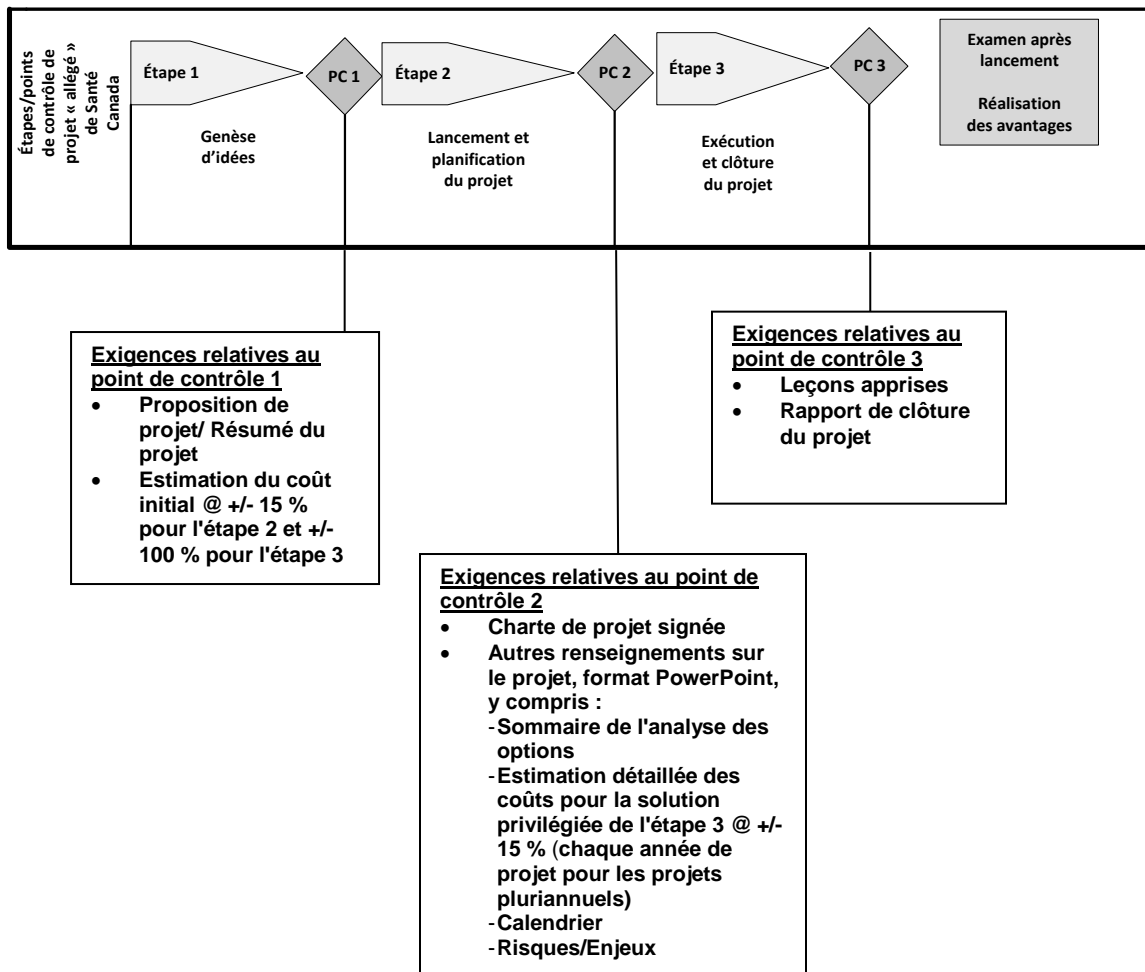 Étapes/points
de contrôle de
projet « allégé »
de Santé
Canada
Étape 1
PC 1
Étape 2
PC 2
Étape 3
PC 3
Examen après
lancement
Réalisation
des avantages
Genèse
d'idées
Lancement et
planification
du projet
Exécution
et clôture
du projet
Exigences relatives au
point de contrôle 1
• Proposition de
projet/ Résumé du
projet
• Estimation du coût
initial @ +/- 15 %
pour l'étape 2 et +/-
100 % pour l'étape 3
Exigences relatives au point de
contrôle 2
• Charte de projet signée
• Autres renseignements sur
le projet, format PowerPoint,
y compris :
-Sommaire de l'analyse des
options
-Estimation détaillée des
coûts pour la solution
privilégiée de l'étape 3 @ +/-
15 % (chaque année de
projet pour les projets
pluriannuels)
-Calendrier
-Risques/Enjeux
Exigences relatives au
point de contrôle 3
• Leçons apprises
• Rapport de clôture
du projet